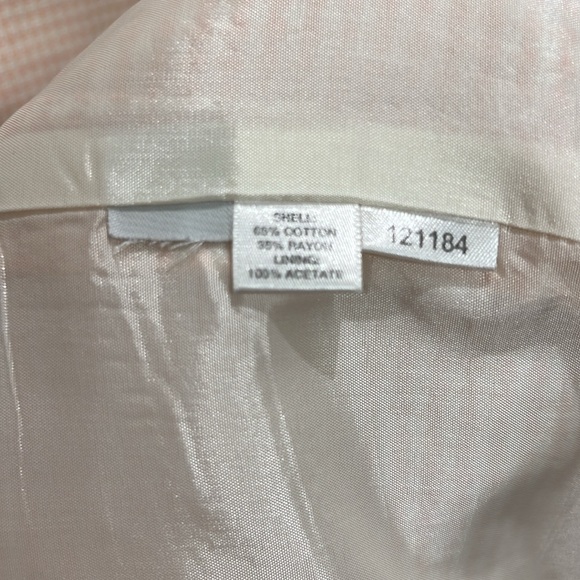 SHELL:
65% COTTON
35% RAYON
LINING:
100% ACETATE
121184